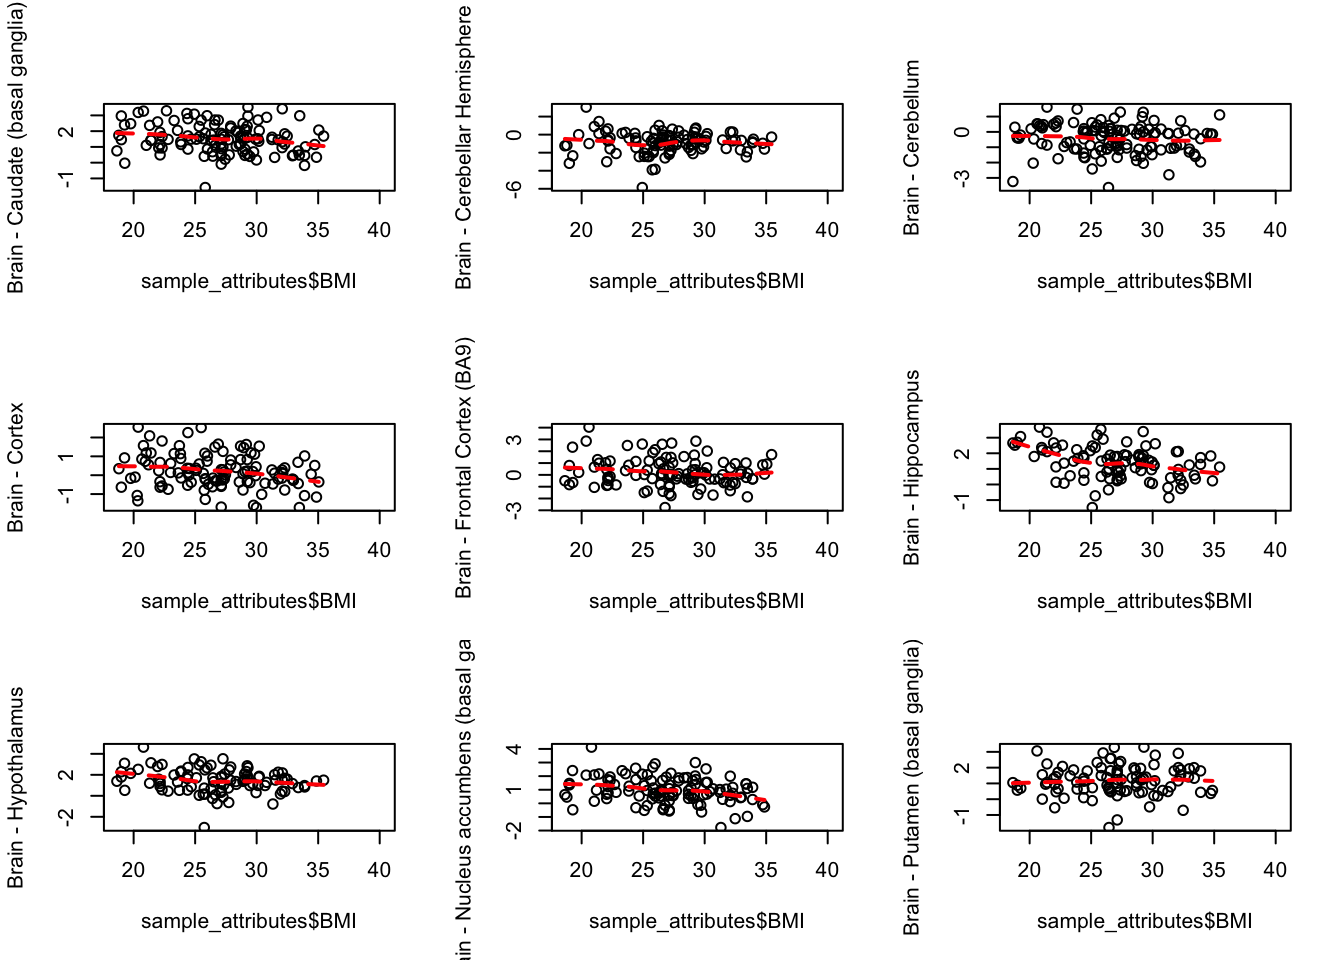 Brain - Caudate (basal ganglia)
2
-1
20 25 30 35 40
sample_attributes$BMI
Brain - Cerebellar Hemisphere
0
-6
20 25 30 35 40
sample_attributes$BMI
Brain - Cerebellum
0
-3
20 25 30 35 40
sample_attributes$BMI
Brain - Cortex
1
-1
20 25 30 35 40
sample_attributes$BMI
Brain - Frontal Cortex (BA9)
3
0
-3
20 25 30 35 40
sample_attributes$BMI
Brain - Hippocampus
2
-1
20 25 30 35 40
sample_attributes$BMI
Brain - Hypothalamus
2
-2
20 25 30 35 40
sample_attributes$BMI
ain - Nucleus accumbens (basal ga
4
1
-2
20 25 30 35 40
sample_attributes$BMI
Brain - Putamen (basal ganglia)
2
-1
20 25 30 35 40
sample_attributes$BMI